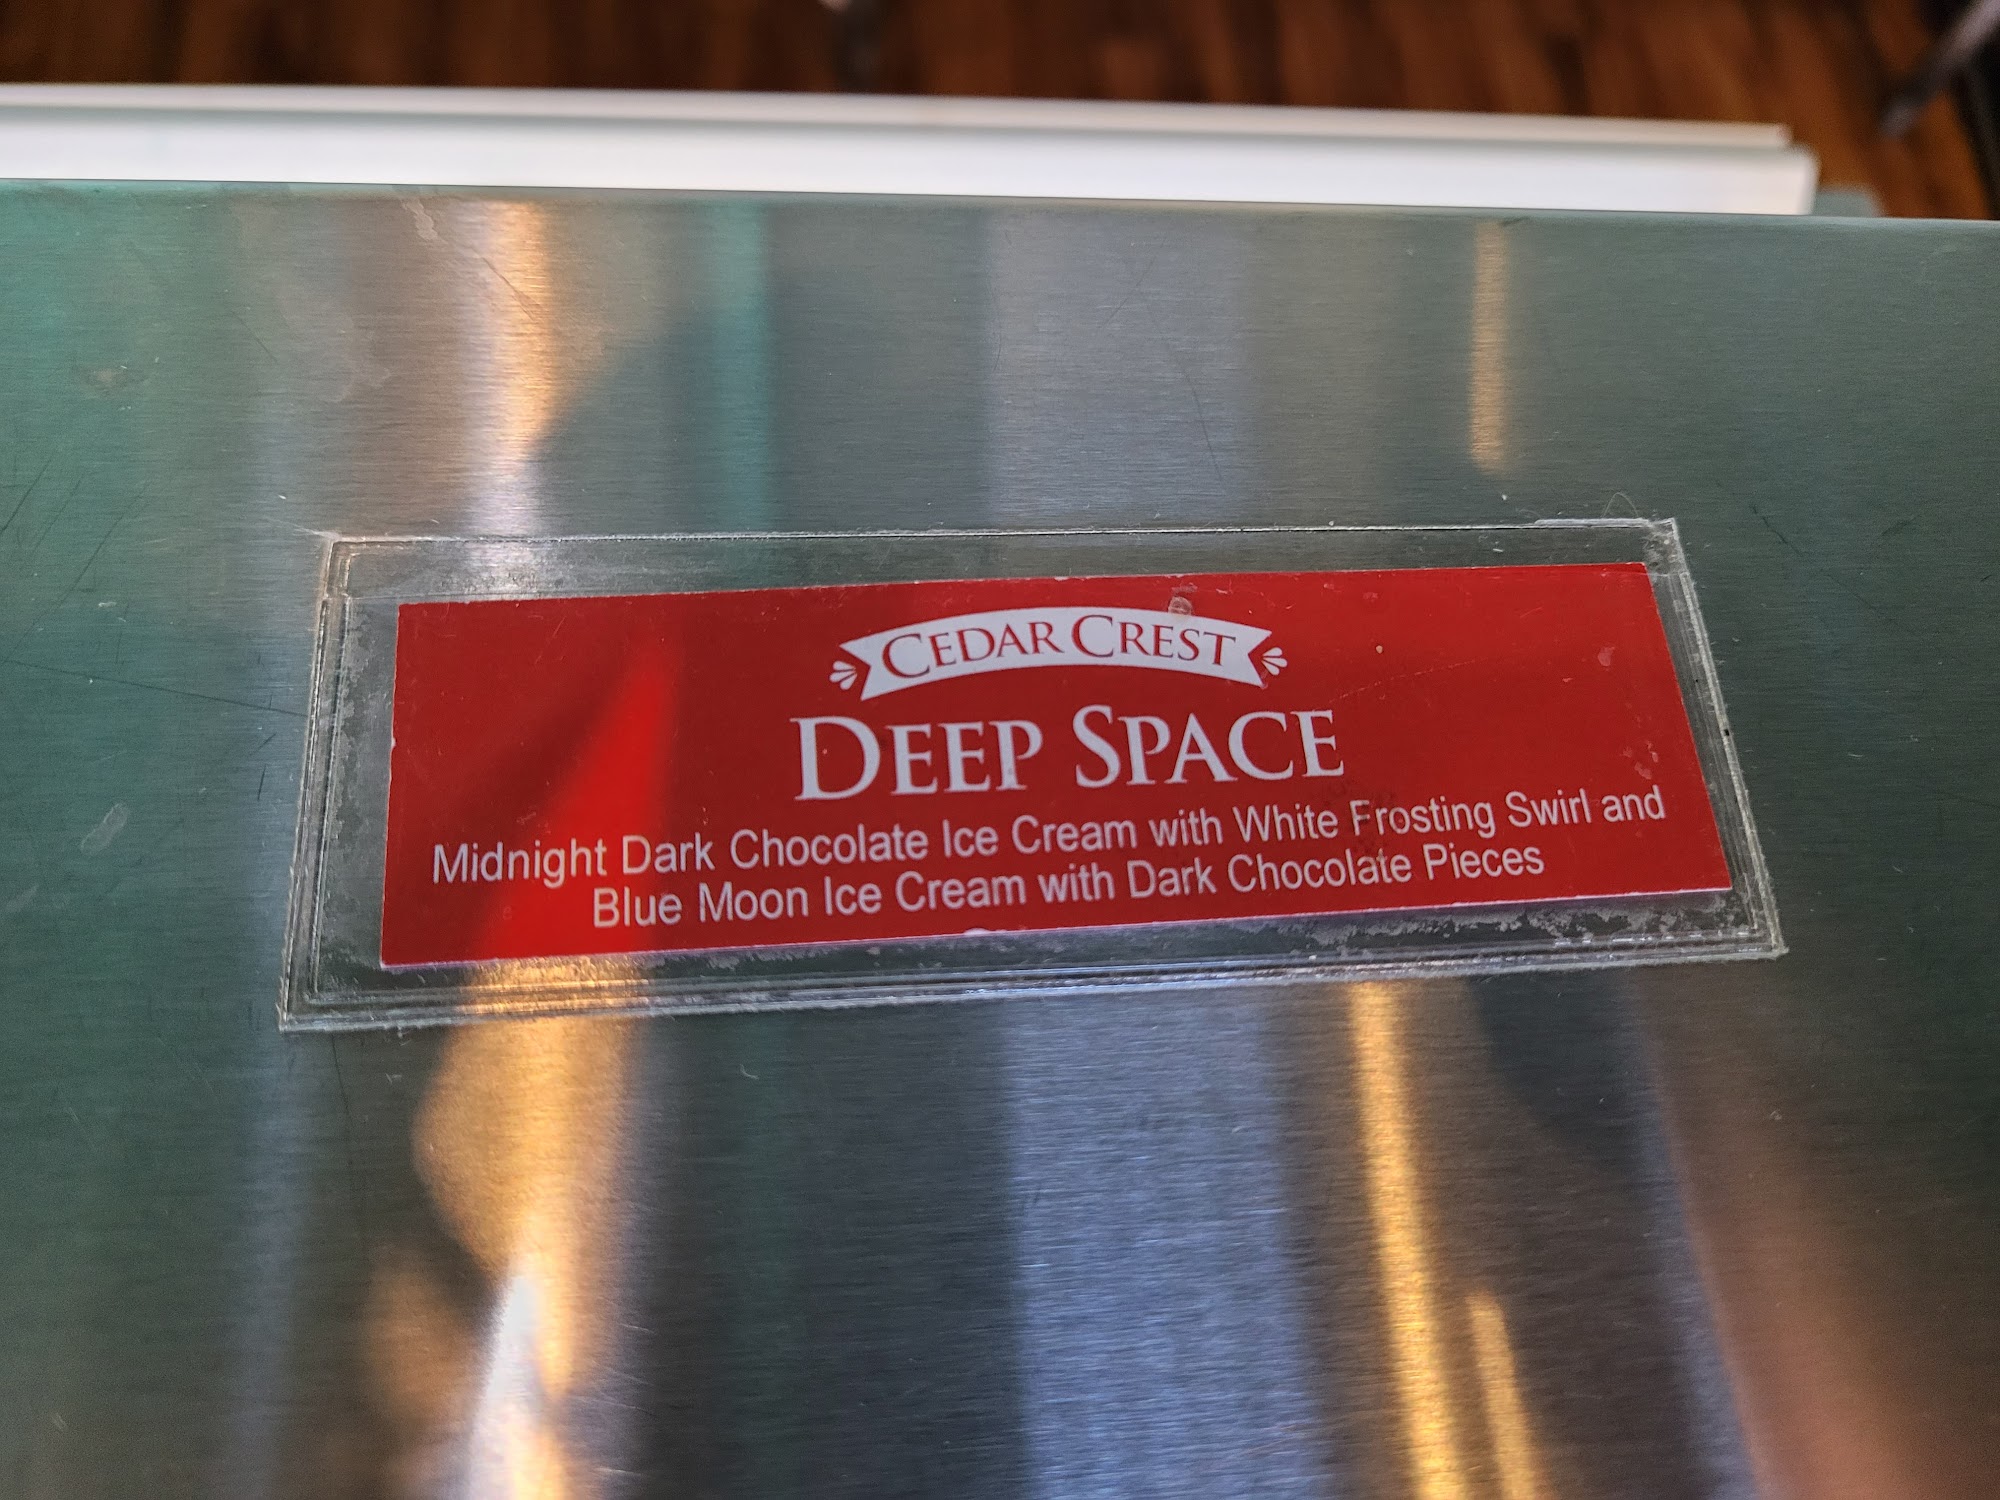 CEDAR CREST
DEEP SPACE
Midnight Dark Chocolate Ice Cream with White Frosting Swirl and
Blue Moon Ice Cream with Dark Chocolate Pieces